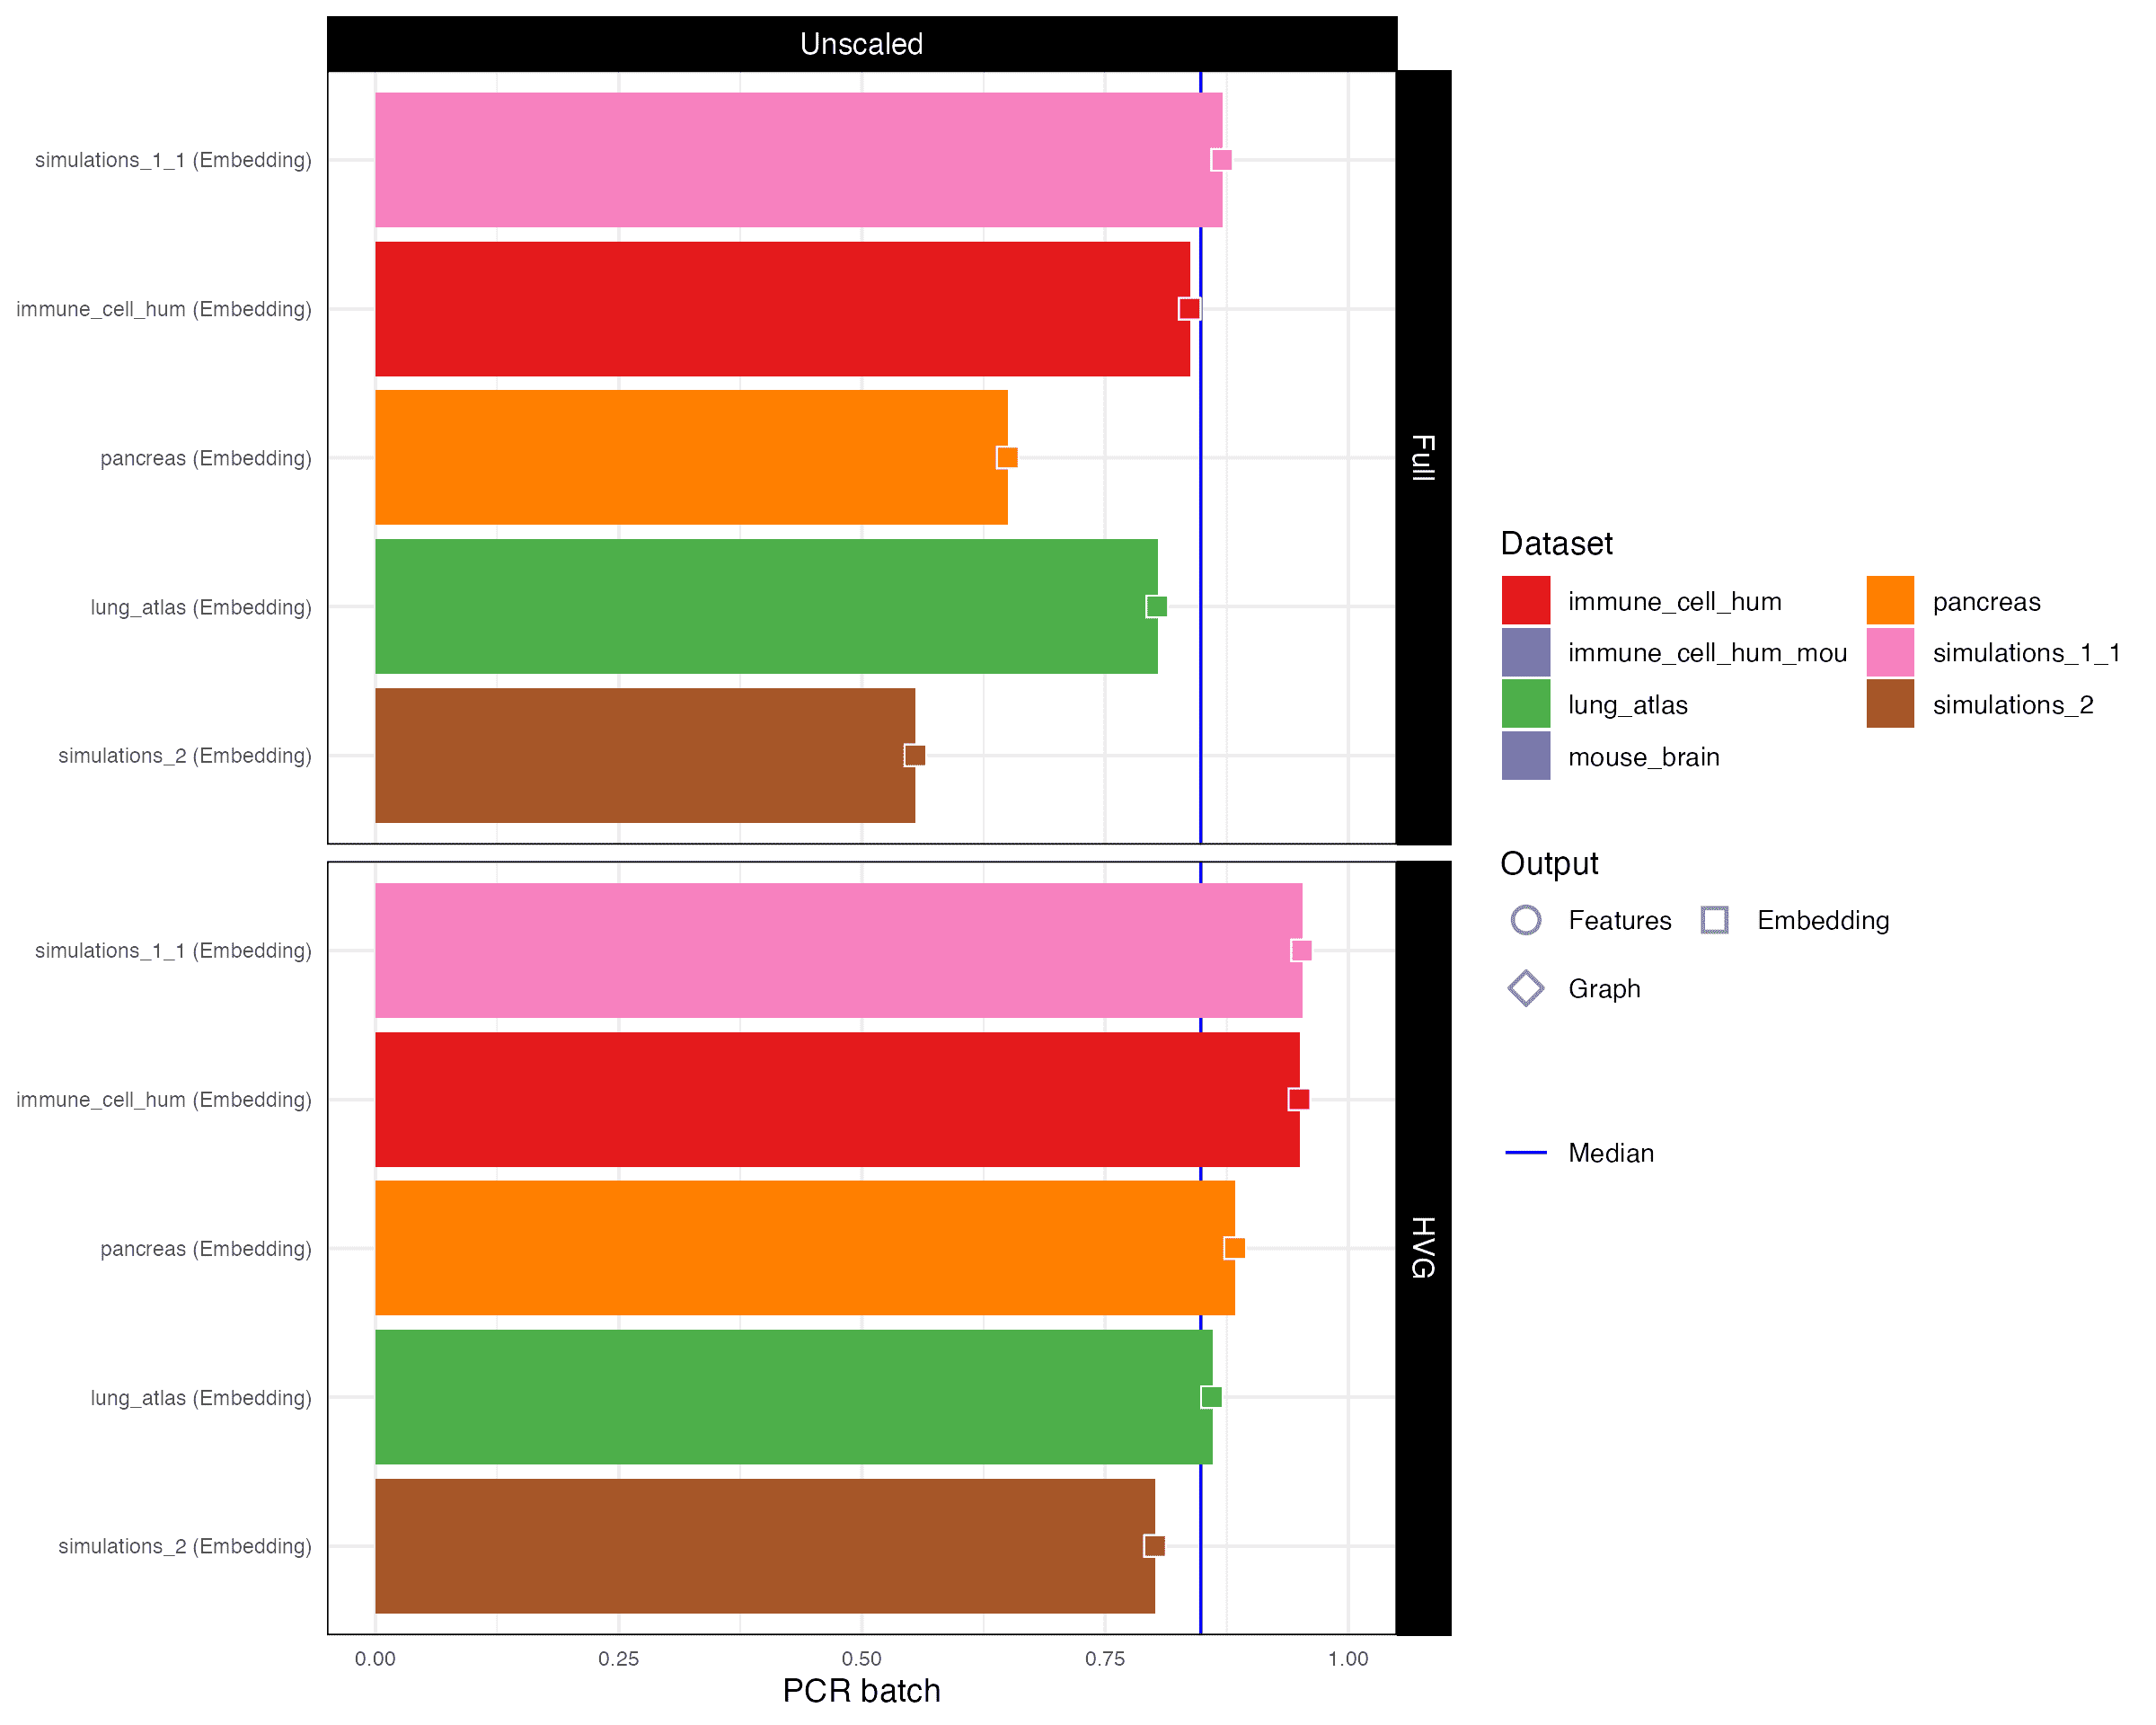 Unscaled
simulations_1_1 (Embedding)
immune_cell_hum (Embedding)
pancreas (Embedding)
lung_atlas (Embedding)
simulations_2 (Embedding)
Full
simulations_1_1 (Embedding)
immune_cell_hum (Embedding)
pancreas (Embedding)
lung_atlas (Embedding)
simulations_2 (Embedding)
HVG
0.00 0.25 0.50 0.75 1.00
PCR batch
Dataset
immune_cell_hum pancreas
immune_cell_hum_mou simulations_1_1
lung_atlas simulations_2
mouse_brain
Output
Features Embedding
Graph
Median